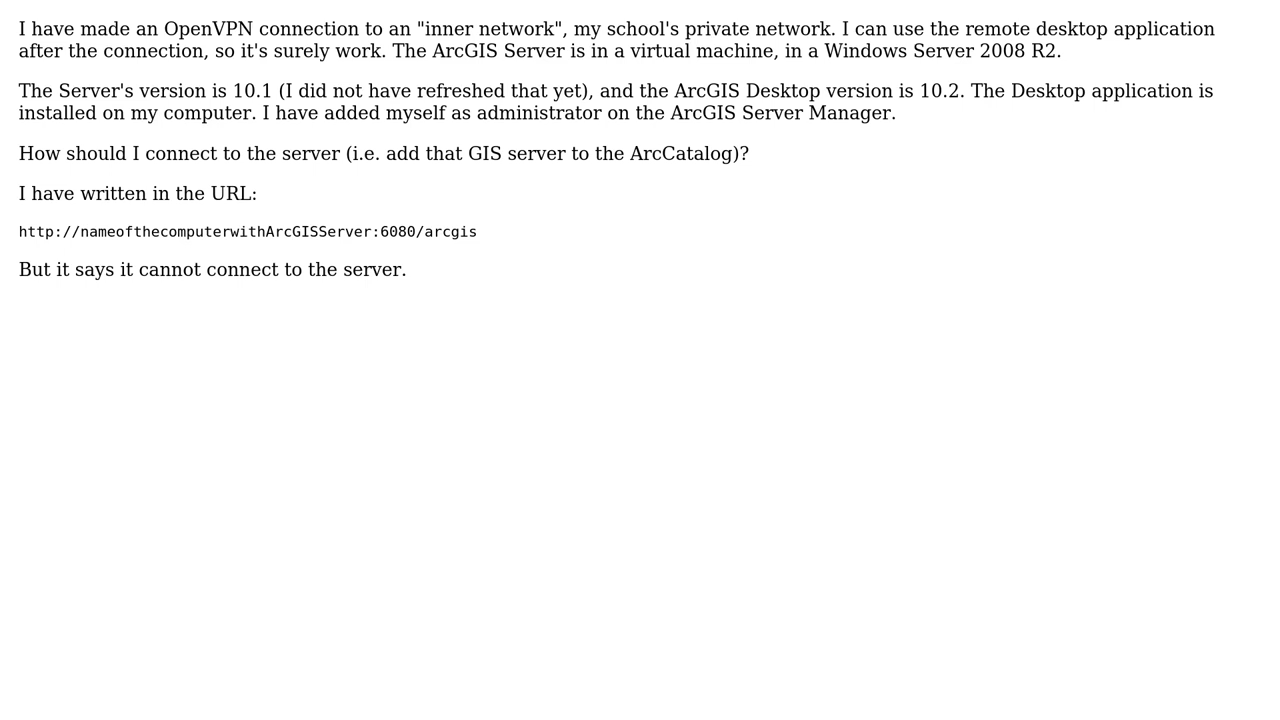 I have made an OpenVPN connection to an "inner network", my school's private network. I can use the remote desktop application
after the connection, so it's surely work. The ArcGIS Server is in a virtual machine, in a Windows Server 2008 R2.
The Server's version is 10.1 (I did not have refreshed that yet), and the ArcGIS Desktop version is 10.2. The Desktop application is
installed on my computer. I have added myself as administrator on the ArcGIS Server Manager.
How should I connect to the server (i.e. add that GIS server to the ArcCatalog)?
I have written in the URL:
http://nameofthecomputerwithArcGISServer:6080/arcgis
But it says it cannot connect to the server.